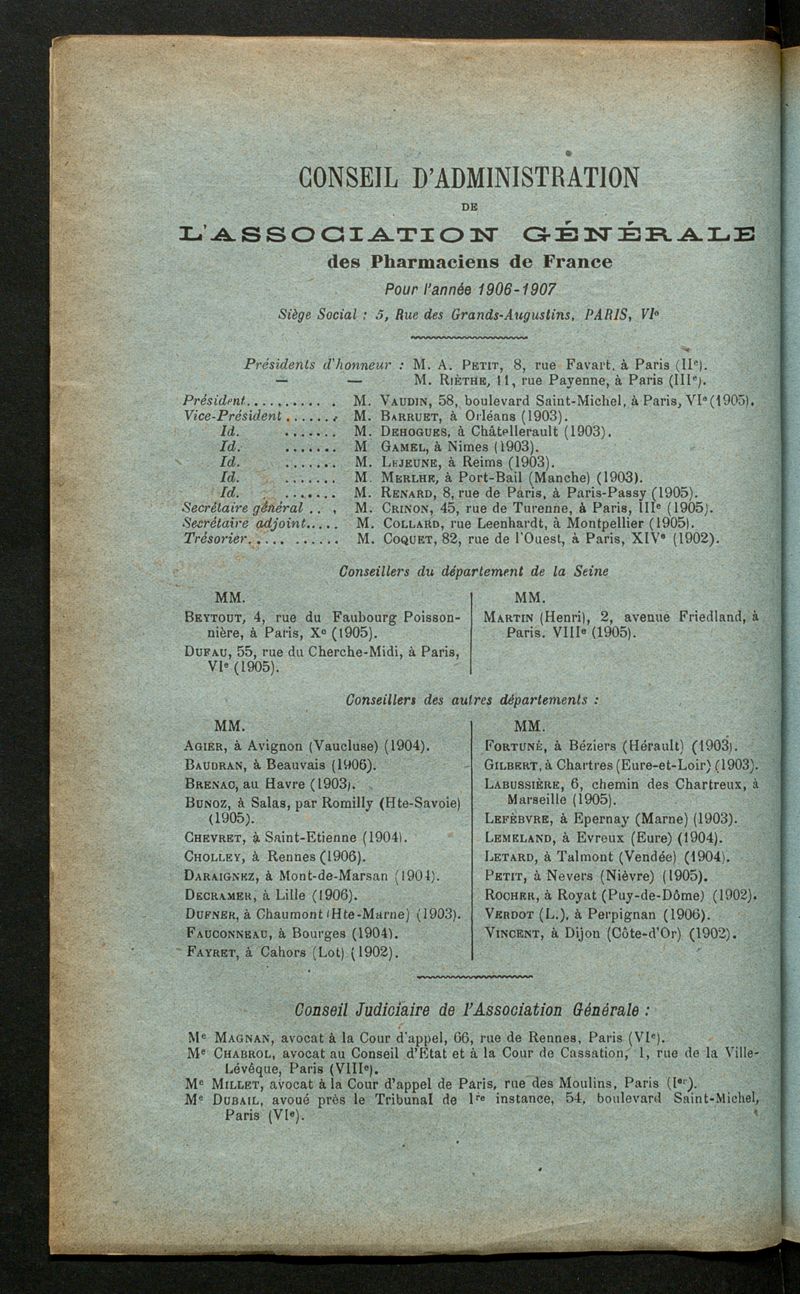 CONSEIL D'ADMINISTRATION
DE
L'ASSOCIATION GÉNÉRALE
des Pharmaciens de France
Pour l'année 1906-1907
Siège Social : 5, Rue des Grands-Augustins, PARIS, VIe
Présidents d'honneur : M. A. PETIT, 8, rue Favart, à Paris (IIe).
— — M. RIÈTHE, 11, rue Payenne, à Paris (IIIe).
Président........... M. VAUDIN, 58, boulevard Saint-Michel, à Paris, VIe (1905).
Vice-Président....... M. BARRUET, à Orléans (1903).
Id. ....... M. DEHOGUES, à Châtellerault (1903).
Id. ....... M GAMEL, à Nimes (1903).
Id. ....... M. LEJEUNE, à Reims (1903).
Id. ....... M. MERLHE, à Port-Bail (Manche) (1903).
Id. ....... M. RENARD, 8, rue de Paris, à Paris-Passy (1905).
Secrétaire général .. , M. CRINON, 45, rue de Turenne, à Paris, IIIe (1905).
Secrétaire adjoint..... M. COLLARD, rue Leenhardt, à Montpellier (1905).
Trésorier........... M. COQUET, 82, rue de l'Ouest, à Paris, XIVe (1902).
Conseillers du département de la Seine
MM.
BEYTOUT, 4, rue du Faubourg Poisson-
nière, à Paris, Xe (1905).
DUFAU, 55, rue du Cherche-Midi, à Paris,
VIe (1905).
MM.
MARTIN (Henri), 2, avenue Friedland, à
Paris. VIIIe (1905).
Conseillers des autres départements :
MM.
AGIER, à Avignon (Vaucluse) (1904).
BAUDRAN, à Beauvais (1906).
BRENAC, au Havre (1903).
BUNOZ, à Salas, par Romilly (Hte-Savoie)
(1905).
CHEVRET, à Saint-Etienne (1904).
CHOLLEY, à Rennes (1906).
DARAIGNEZ, à Mont-de-Marsan (1904).
DECRAMER, à Lille (1906).
DUFNER, à Chaumont (Hte-Marne) (1903).
FAUCONNEAU, à Bourges (1904).
FAYRET, à Cahors (Lot) (1902).
MM.
FORTUNÉ, à Béziers (Hérault) (1903).
GILBERT, à Chartres (Eure-et-Loir) (1903).
LABUSSIÈRE, 6, chemin des Chartreux, à
Marseille (1905).
LEFÈBVRE, à Epernay (Marne) (1903).
LEMELAND, à Evreux (Eure) (1904).
LETARD, à Talmont (Vendée) (1904).
PETIT, à Nevers (Nièvre) (1905).
ROCHER, à Royat (Puy-de-Dôme) (1902).
VERDOT (L.), à Perpignan (1906).
VINCENT, à Dijon (Côte-d'Or) (1902).
Conseil Judiciaire de l'Association Générale :
Me MAGNAN, avocat à la Cour d'appel, 66, rue de Rennes, Paris (VIe).
Me CHABROL, avocat au Conseil d'Etat et à la Cour de Cassation, 1, rue de la Ville-
Lévêque, Paris (VIIIe).
Me MILLET, avocat à la Cour d'appel de Paris, rue des Moulins, Paris (Ier).
Me DUBAIL, avoué près le Tribunal de 1re instance, 54, boulevard Saint-Michel,
Paris (VIe).